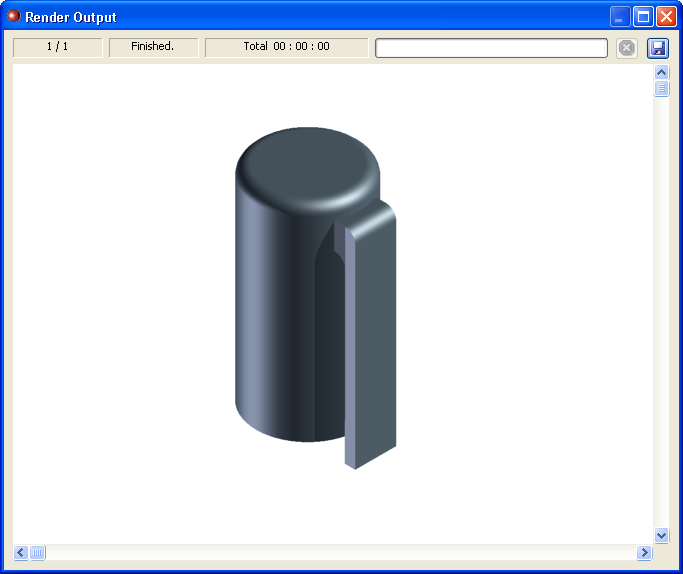 Render Output
1 / 1
Finished.
Total 00 : 00 : 00